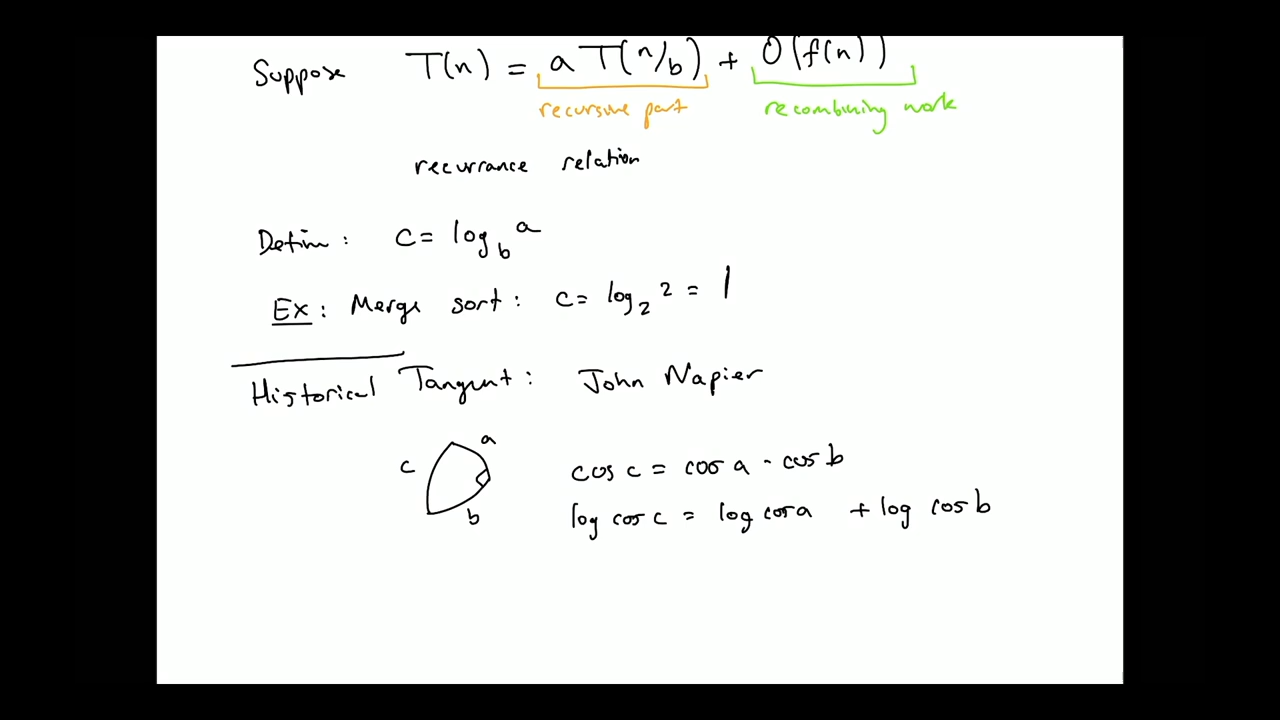 Suppose T(n) = a T(n/b) + O(f(n))
recursive part recombining work
recurrance relation
Define: c = log_b a
Ex: Merge sort: c = log_2 2 = 1
Historical Tangent: John Napier
a
c
b
cos c = cos a · cos b
log cos c = log cos a + log cos b